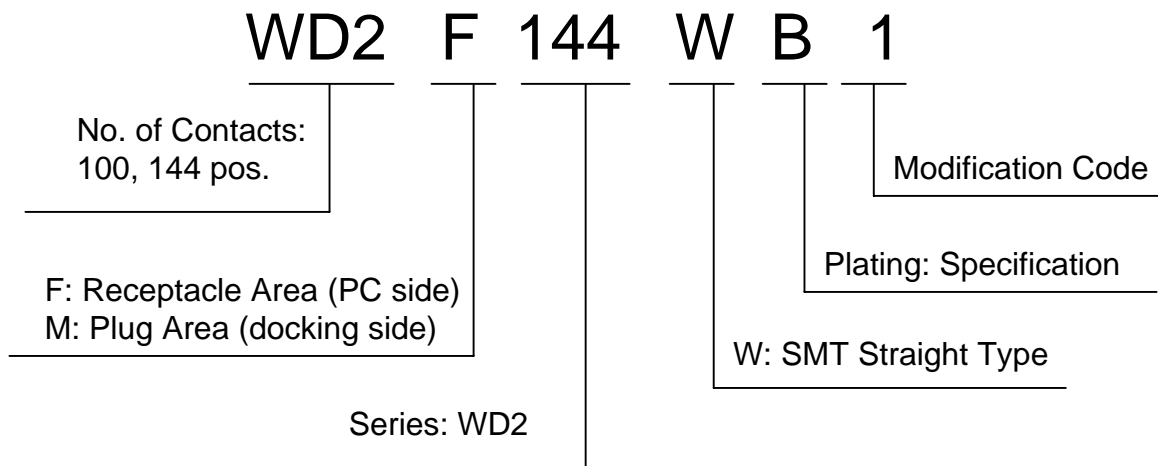 WD2 F 144 W B 1
No. of Contacts:
100, 144 pos.
Modification Code
F: Receptacle Area (PC side)
M: Plug Area (docking side)
Plating: Specification
W: SMT Straight Type
Series: WD2